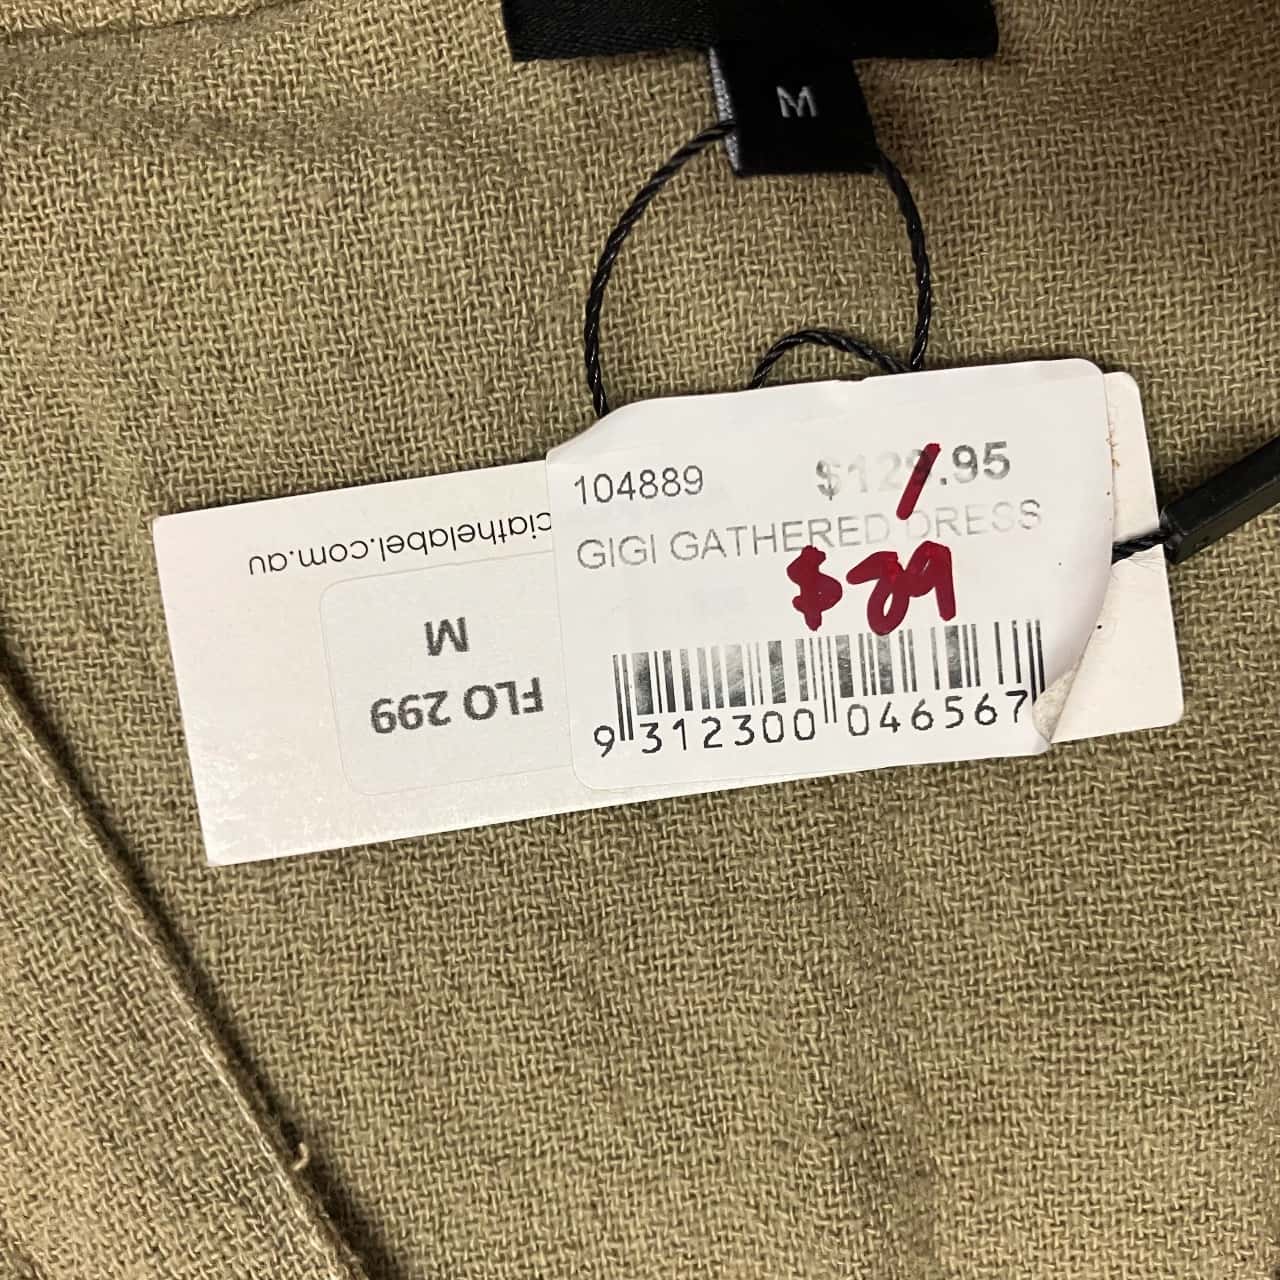 M
104889
$129.95
GIGI GATHERED DRESS
$29
9 312300 046567
ciathelabel.com.au
M
FLO 299